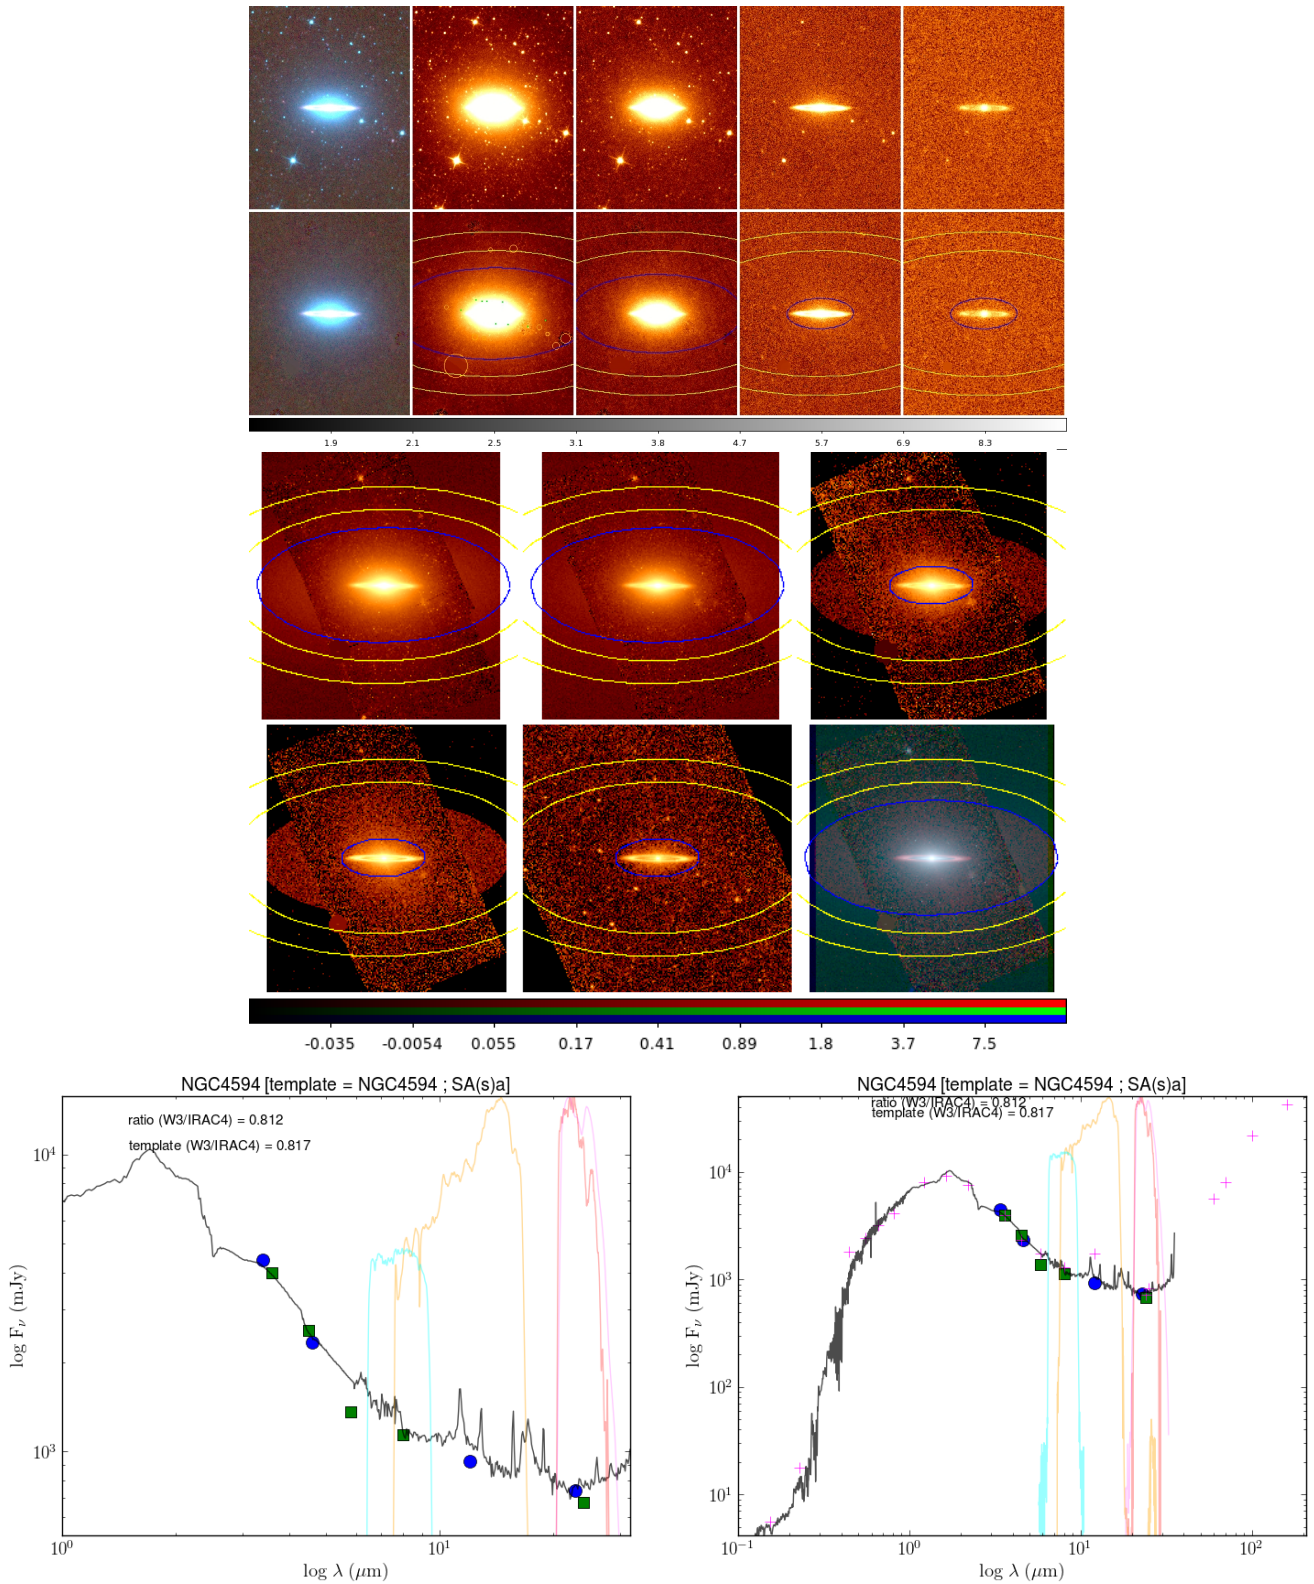 1.9 2.1 2.5 3.1 3.8 4.7 5.7 6.9 8.3
-0.035 -0.0054 0.055 0.17 0.41 0.89 1.8 3.7 7.5
NGC4594 [template = NGC4594 ; SA(s)a]
ratio (W3/IRAC4) = 0.812
template (W3/IRAC4) = 0.817
10^4
10^3
log F_ν (mJy)
10^0 10^1
log λ (μm)
NGC4594 [template = NGC4594 ; SA(s)a]
ratio (W3/IRAC4) = 0.812
template (W3/IRAC4) = 0.817
10^4
10^3
10^2
10^1
log F_ν (mJy)
10^-1 10^0 10^1 10^2
log λ (μm)